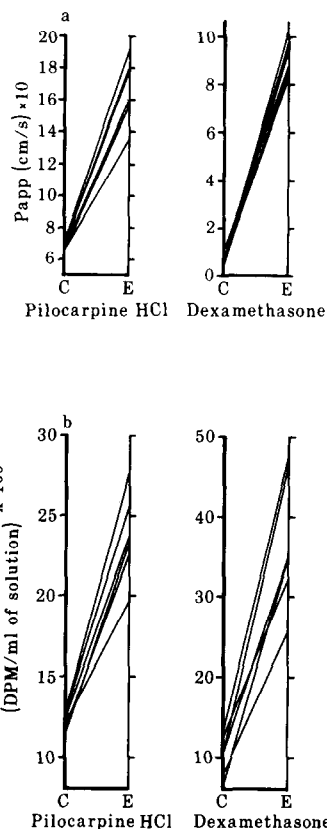 a
Papp (cm/s) × 10
20
18
16
14
12
10
8
6
C
E
Pilocarpine HCl
10
8
6
4
2
0
C
E
Dexamethasone
b
(DPM/ml of solution)
30
25
20
15
10
C
E
Pilocarpine HCl
50
40
30
20
10
C
E
Dexamethasone